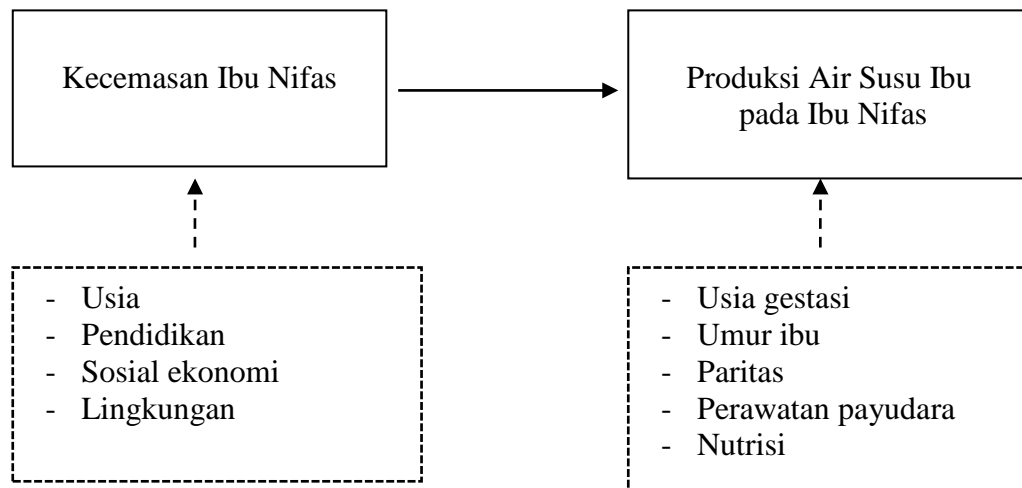 Kecemasan Ibu Nifas
Produksi Air Susu Ibu
pada Ibu Nifas
- Usia
- Pendidikan
- Sosial ekonomi
- Lingkungan
- Usia gestasi
- Umur ibu
- Paritas
- Perawatan payudara
- Nutrisi